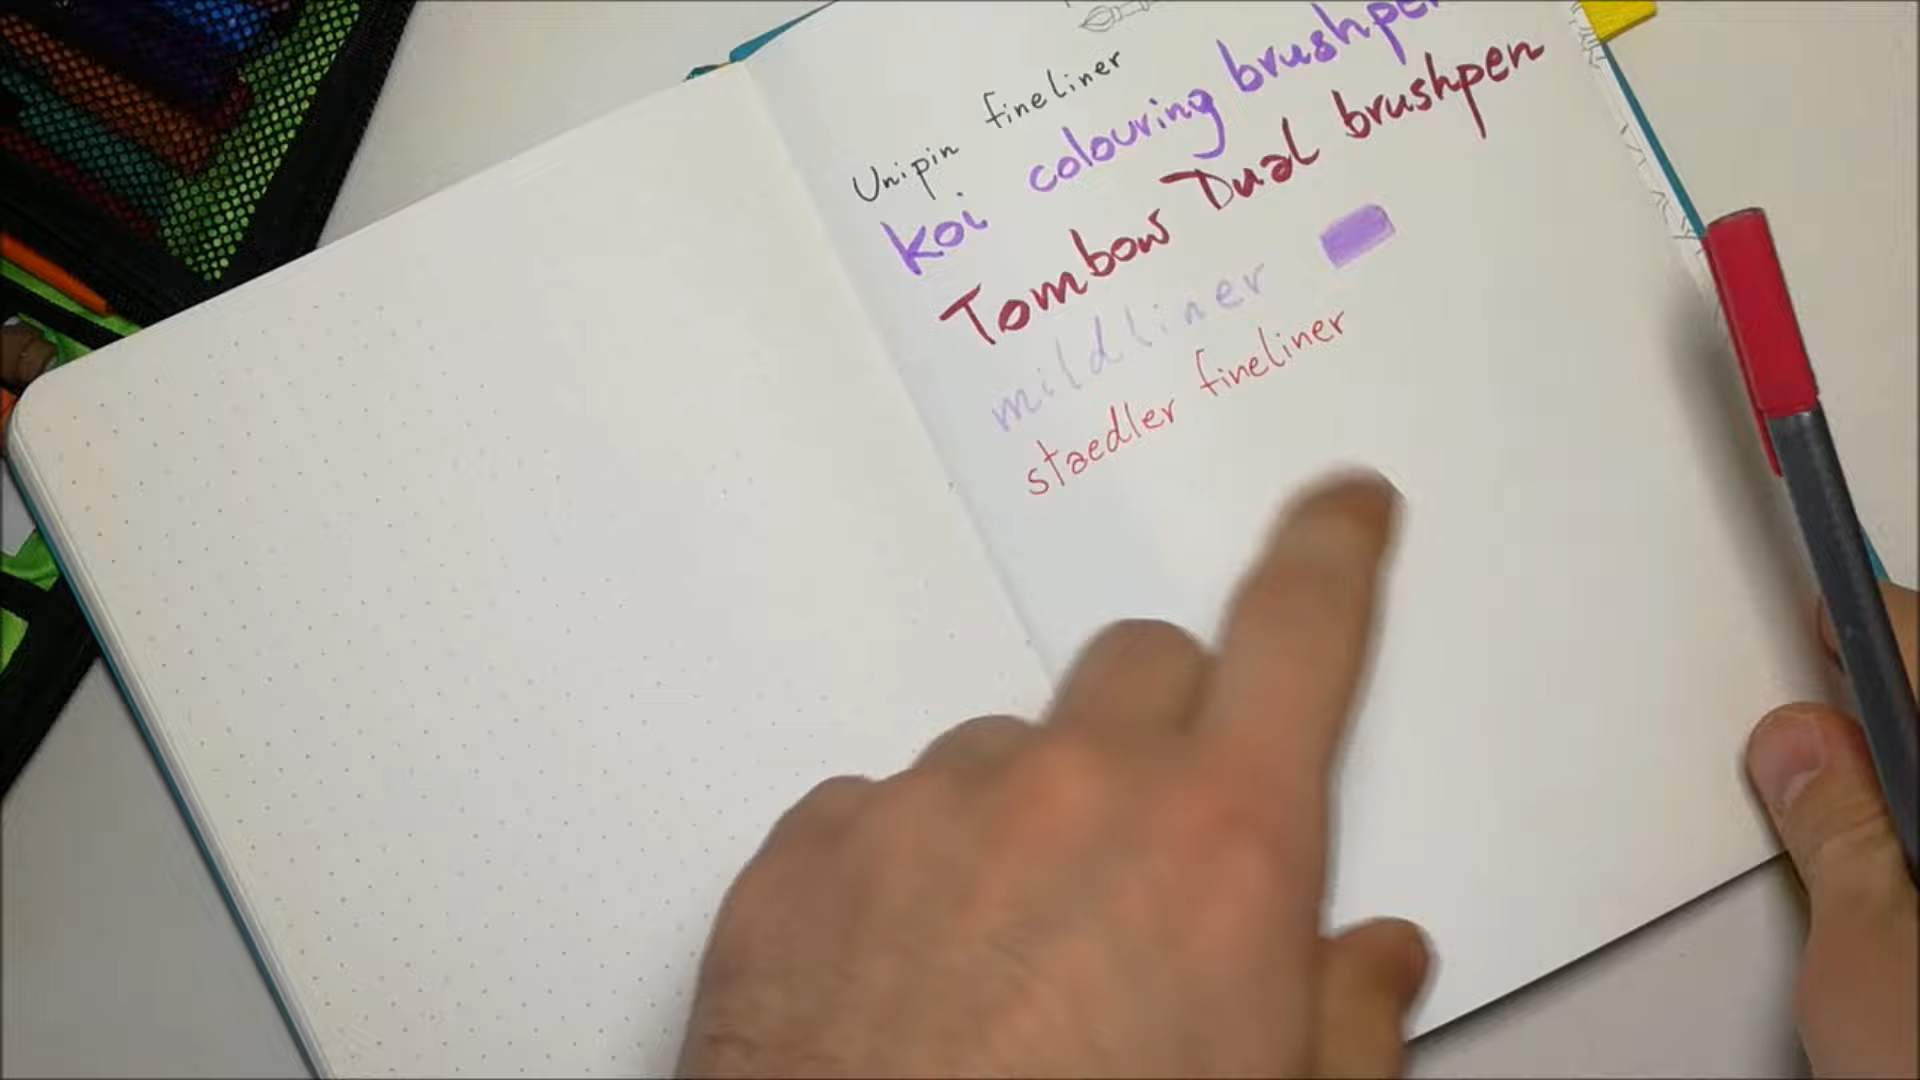 Unipin fineliner
koi colouring brushpen
Tombow Dual brushpen
mildliner
staedler fineliner